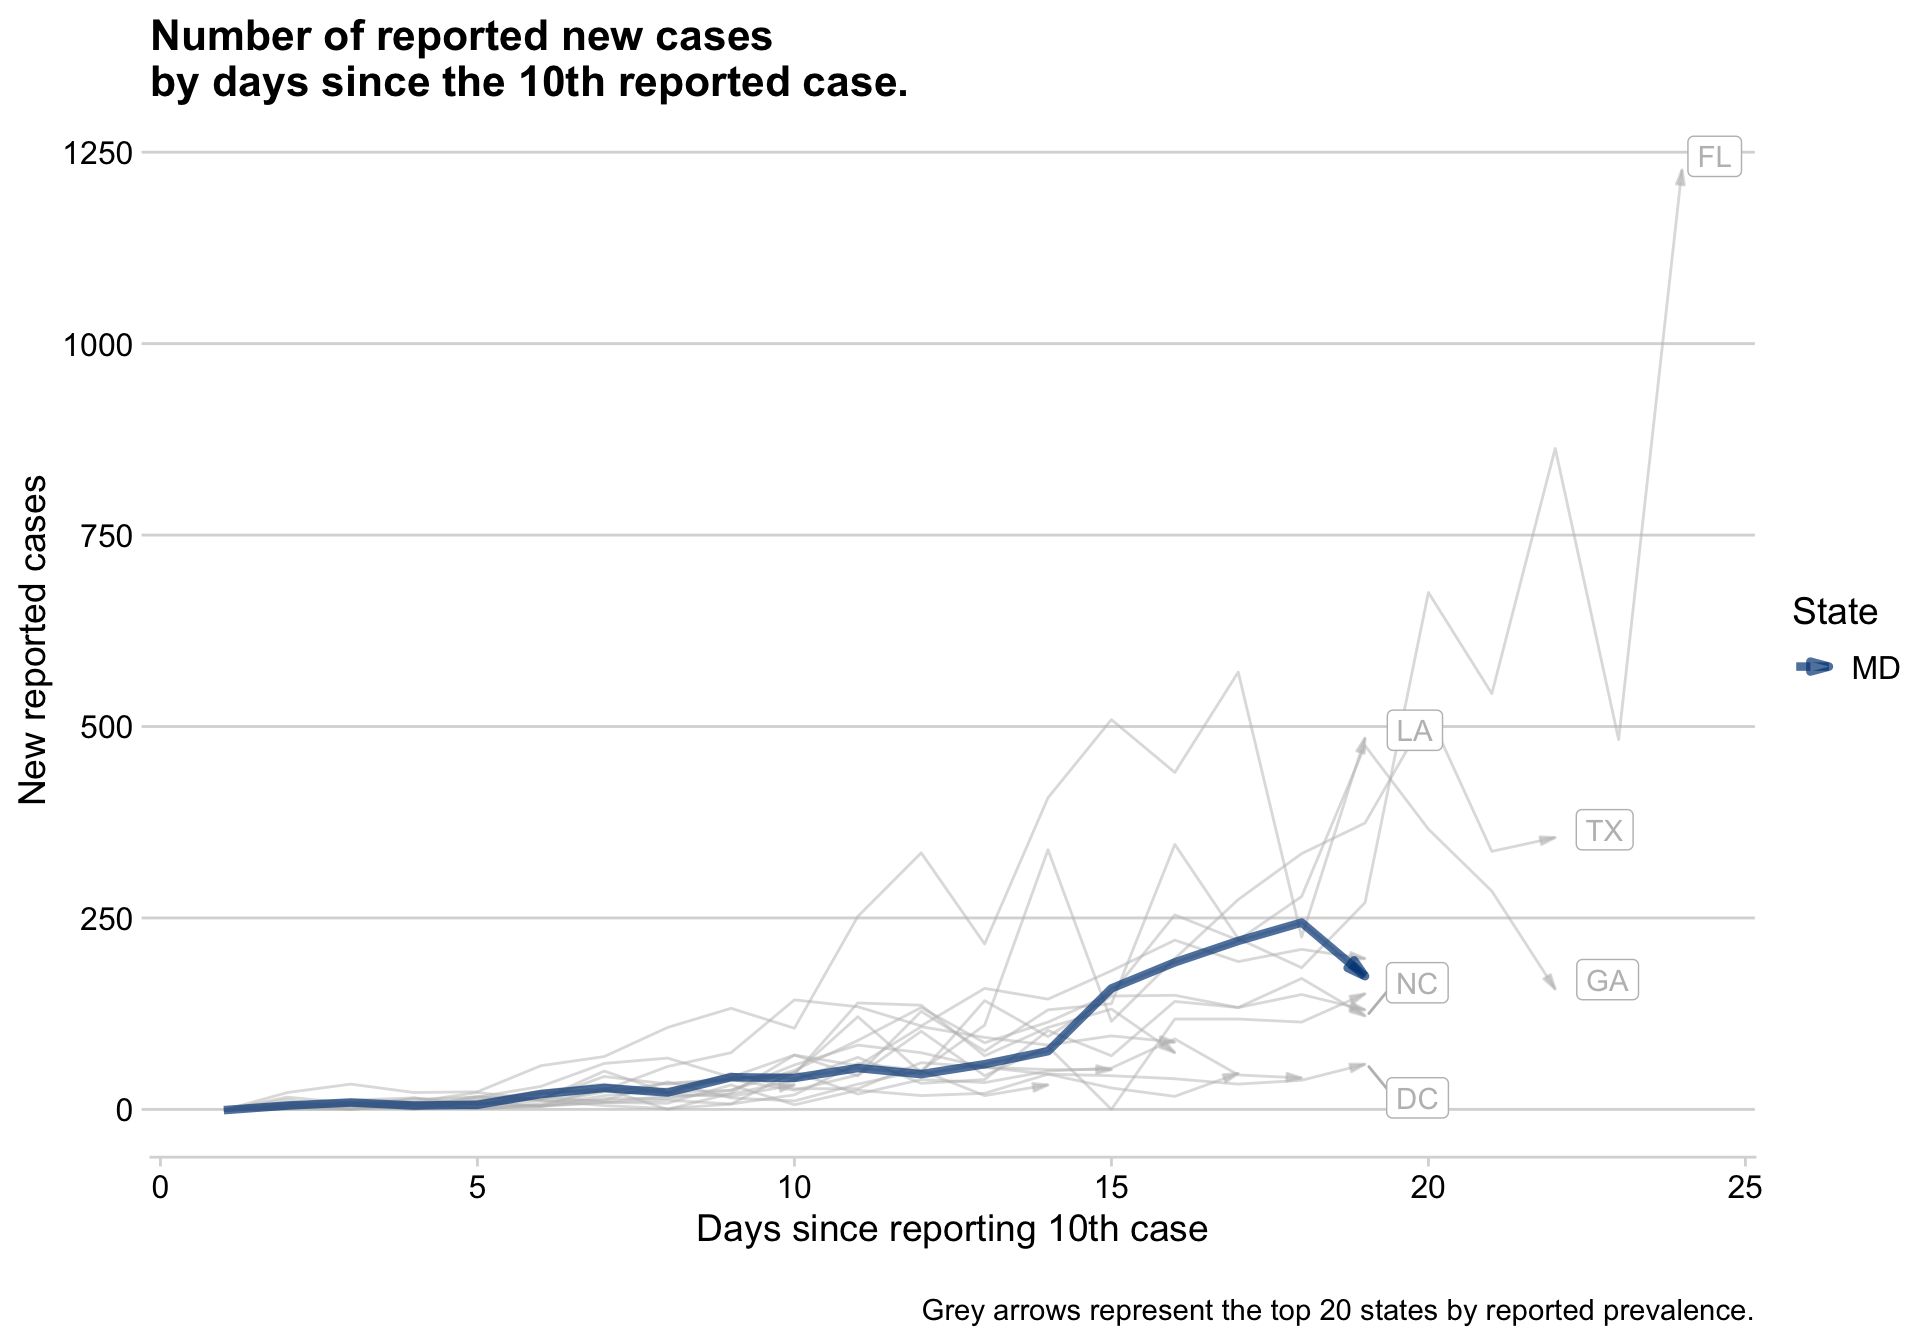 Number of reported new cases
by days since the 10th reported case.
1250
1000
750
500
250
0
New reported cases
FL
LA
TX
NC
GA
DC
State
MD
0 5 10 15 20 25
Days since reporting 10th case
Grey arrows represent the top 20 states by reported prevalence.